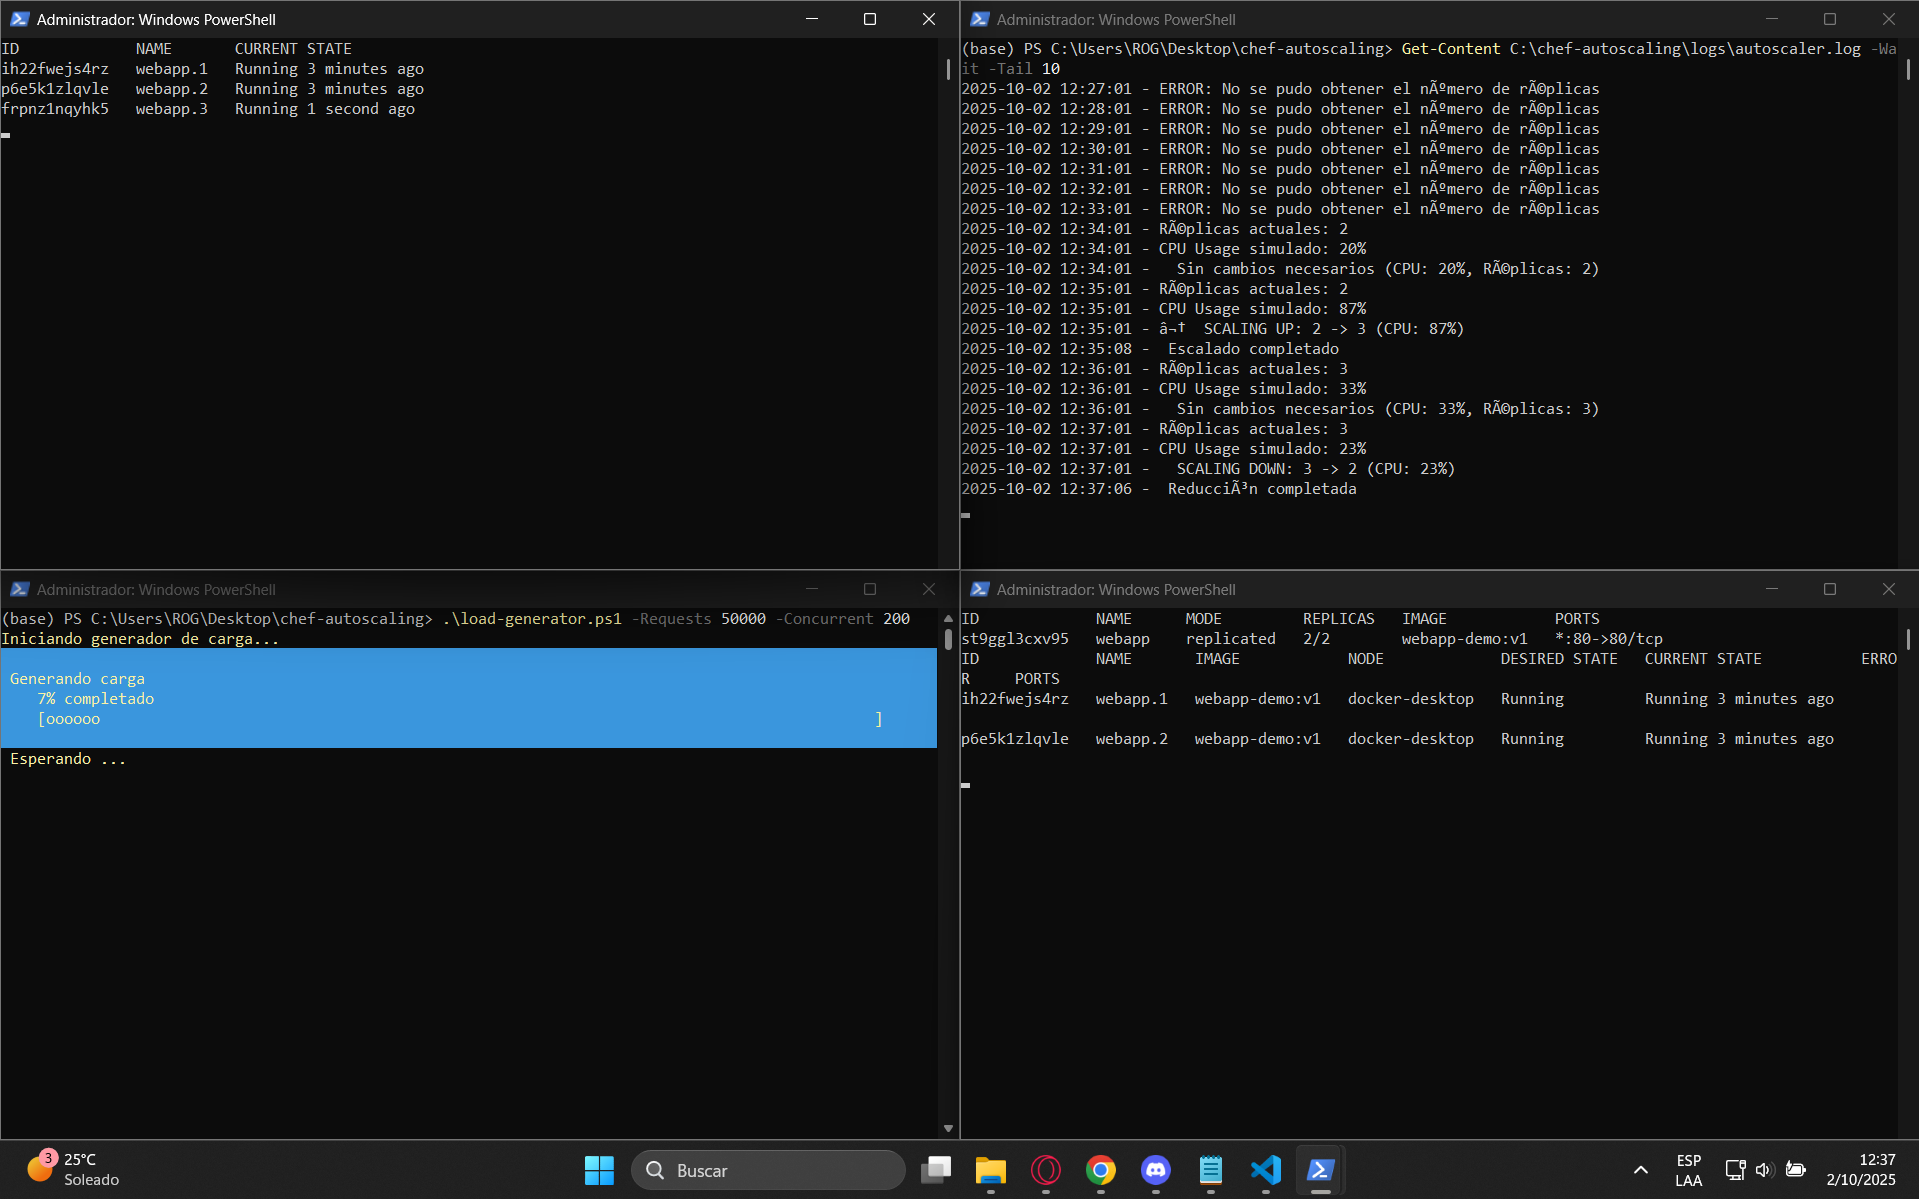 Administrador: Windows PowerShell
ID NAME CURRENT STATE
ih22fwejs4rz webapp.1 Running 3 minutes ago
p6e5k1zlqvle webapp.2 Running 3 minutes ago
frpnz1nqyhk5 webapp.3 Running 1 second ago
Administrador: Windows PowerShell
(base) PS C:\Users\ROG\Desktop\chef-autoscaling> Get-Content C:\chef-autoscaling\logs\autoscaler.log -Wa
it -Tail 10
2025-10-02 12:27:01 - ERROR: No se pudo obtener el nÃºmero de rÃ©plicas
2025-10-02 12:28:01 - ERROR: No se pudo obtener el nÃºmero de rÃ©plicas
2025-10-02 12:29:01 - ERROR: No se pudo obtener el nÃºmero de rÃ©plicas
2025-10-02 12:30:01 - ERROR: No se pudo obtener el nÃºmero de rÃ©plicas
2025-10-02 12:31:01 - ERROR: No se pudo obtener el nÃºmero de rÃ©plicas
2025-10-02 12:32:01 - ERROR: No se pudo obtener el nÃºmero de rÃ©plicas
2025-10-02 12:33:01 - ERROR: No se pudo obtener el nÃºmero de rÃ©plicas
2025-10-02 12:34:01 - RÃ©plicas actuales: 2
2025-10-02 12:34:01 - CPU Usage simulado: 20%
2025-10-02 12:34:01 -   Sin cambios necesarios (CPU: 20%, RÃ©plicas: 2)
2025-10-02 12:35:01 - RÃ©plicas actuales: 2
2025-10-02 12:35:01 - CPU Usage simulado: 87%
2025-10-02 12:35:01 - â¬†  SCALING UP: 2 -> 3 (CPU: 87%)
2025-10-02 12:35:08 -  Escalado completado
2025-10-02 12:36:01 - RÃ©plicas actuales: 3
2025-10-02 12:36:01 - CPU Usage simulado: 33%
2025-10-02 12:36:01 -   Sin cambios necesarios (CPU: 33%, RÃ©plicas: 3)
2025-10-02 12:37:01 - RÃ©plicas actuales: 3
2025-10-02 12:37:01 - CPU Usage simulado: 23%
2025-10-02 12:37:01 -   SCALING DOWN: 3 -> 2 (CPU: 23%)
2025-10-02 12:37:06 -  ReducciÃ³n completada
Administrador: Windows PowerShell
(base) PS C:\Users\ROG\Desktop\chef-autoscaling> .\load-generator.ps1 -Requests 50000 -Concurrent 200
Iniciando generador de carga...
Generando carga
7% completado
[oooooo ]
Esperando ...
Administrador: Windows PowerShell
ID NAME MODE REPLICAS IMAGE PORTS
st9ggl3cxv95 webapp replicated 2/2 webapp-demo:v1 *:80->80/tcp
ID NAME IMAGE NODE DESIRED STATE CURRENT STATE ERRO
R PORTS
ih22fwejs4rz webapp.1 webapp-demo:v1 docker-desktop Running Running 3 minutes ago
p6e5k1zlqvle webapp.2 webapp-demo:v1 docker-desktop Running Running 3 minutes ago
3
25°C
Soleado
Buscar
ESP
LAA
12:37
2/10/2025